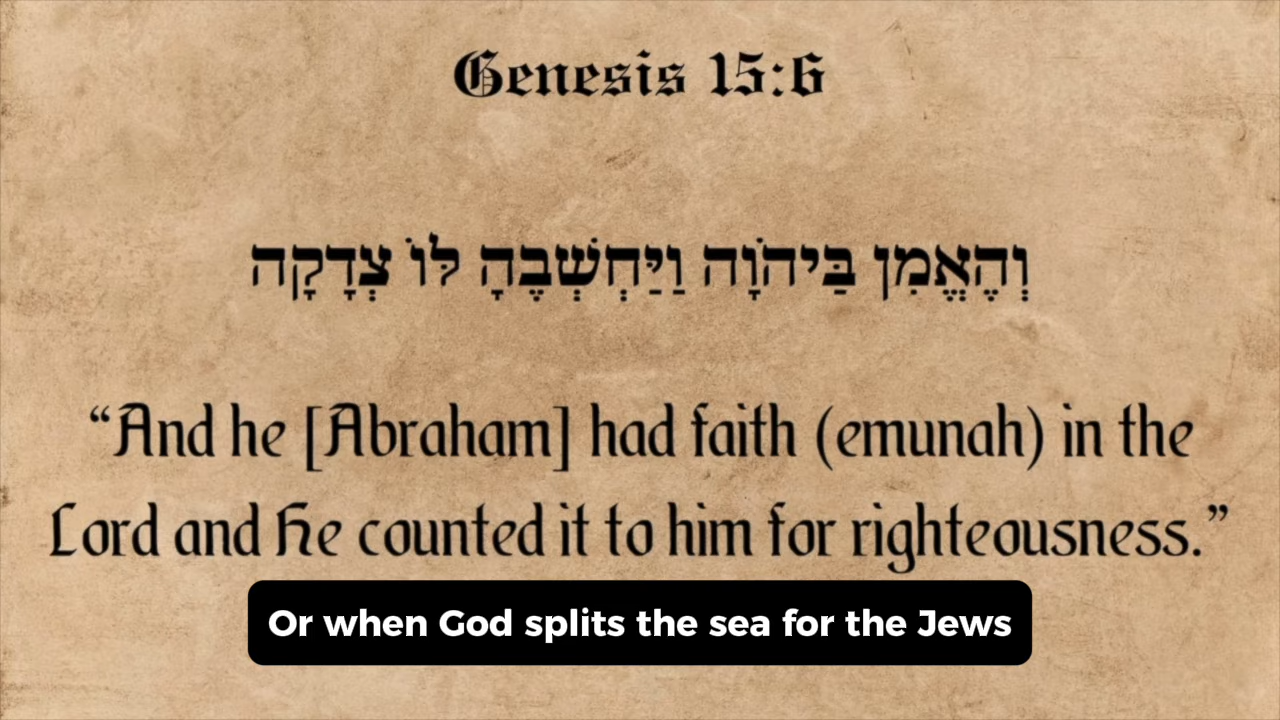 Genesis 15:6
וְהֶאֱמִן בַּיהֹוָה וַיַּחְשְׁבֶהָ לּוֹ צְדָקָה
“And he [Abraham] had faith (emunah) in the
Lord and He counted it to him for righteousness.”
Or when God splits the sea for the Jews